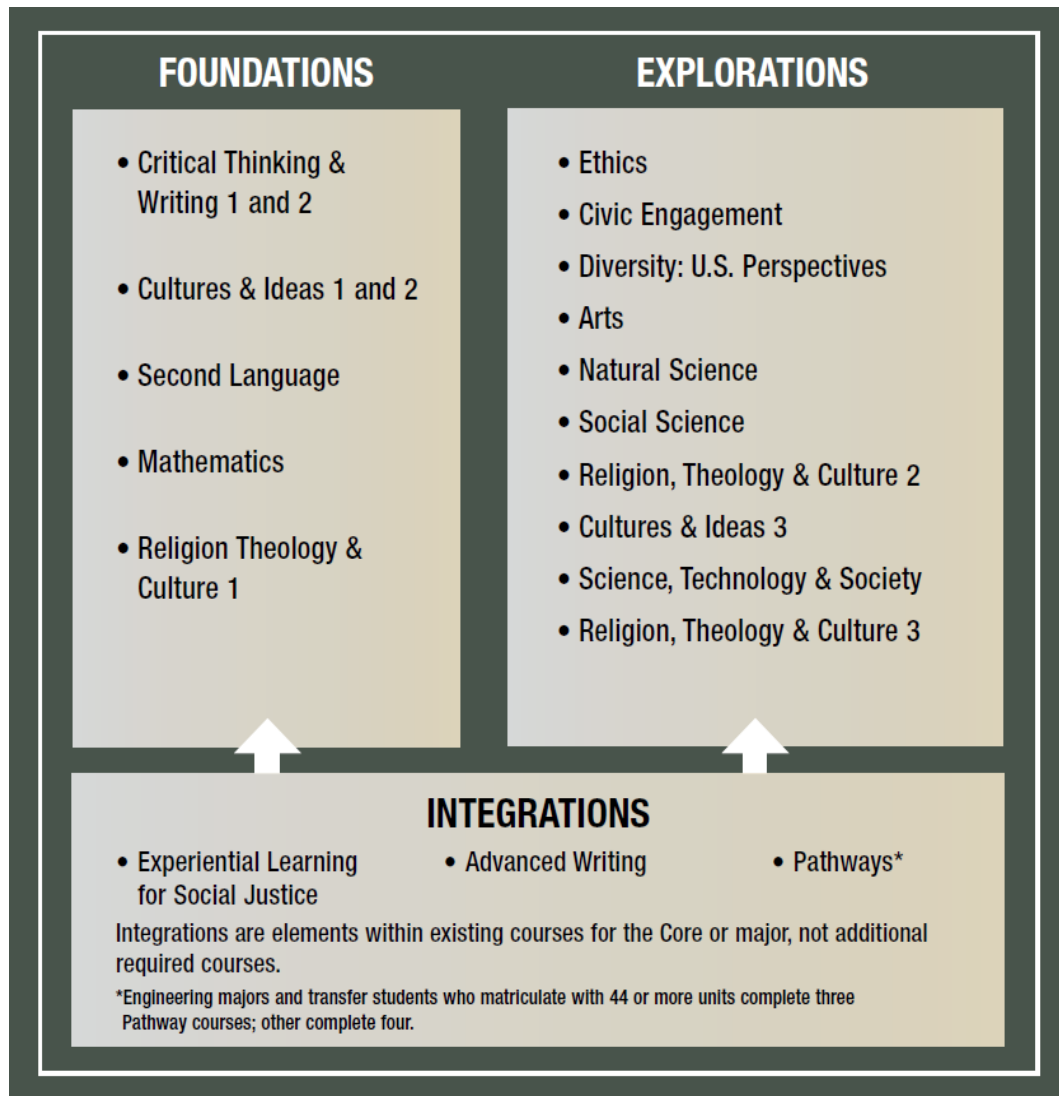 FOUNDATIONS
• Critical Thinking &
Writing 1 and 2
• Cultures & Ideas 1 and 2
• Second Language
• Mathematics
• Religion Theology &
Culture 1
EXPLORATIONS
• Ethics
• Civic Engagement
• Diversity: U.S. Perspectives
• Arts
• Natural Science
• Social Science
• Religion, Theology & Culture 2
• Cultures & Ideas 3
• Science, Technology & Society
• Religion, Theology & Culture 3
INTEGRATIONS
• Experiential Learning
for Social Justice
• Advanced Writing
• Pathways*
Integrations are elements within existing courses for the Core or major, not additional
required courses.
*Engineering majors and transfer students who matriculate with 44 or more units complete three
Pathway courses; other complete four.